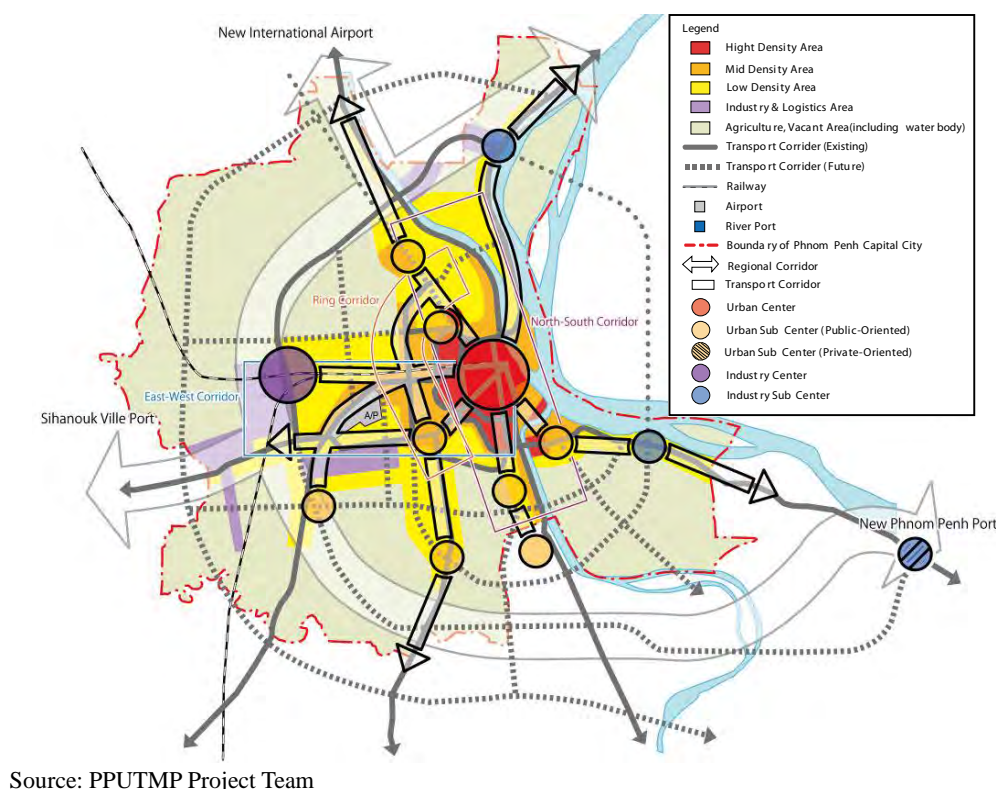 New International Airport
Legend
Hight Density Area
Mid Density Area
Low Density Area
Industry & Logistics Area
Agriculture, Vacant Area(including water body)
Transport Corrider (Existing)
Transport Corrider (Future)
Railway
Airport
River Port
Boundary of Phnom Penh Capital City
Regional Corridor
Transport Corridor
Urban Center
Urban Sub Center (Public-Oriented)
Urban Sub Center (Private-Oriented)
Industry Center
Industry Sub Center
Ring Corridor
North-South Corridor
East-West Corridor
A/P
Sihanouk Ville Port
New Phnom Penh Port
Source: PPUTMP Project Team